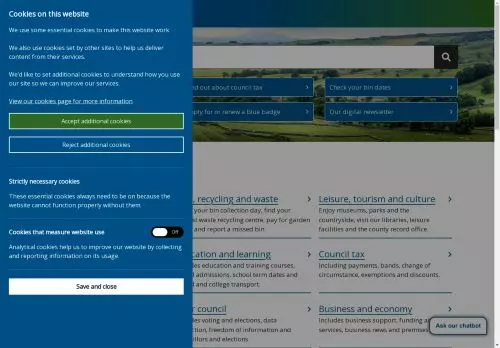 Cookies on this website
We use some essential cookies to make this website work.
We also use cookies set by other sites to help us deliver
content from their services.
We'd like to set additional cookies to understand how you use
our site so we can improve our services.
View our cookies page for more information
Accept additional cookies
Reject additional cookies
Strictly necessary cookies
These essential cookies always need to be on because the
website cannot function properly without them.
Cookies that measure website use
Off
Analytical cookies help us to improve our website by collecting
and reporting information on its usage.
Save and close
out about council tax
Check your bin dates
for or renew a blue badge
Our digital newsletter
recycling and waste
your bin collection day, find your
waste recycling centre, pay for garden
and report a missed bin
Leisure, tourism and culture
Enjoy museums, parks and the
countryside, visit our libraries, leisure
facilities and the county record office.
and learning
education and training courses,
admissions, school term dates and
and college transport.
Council tax
Including payments, bands, change of
circumstance, exemptions and discounts.
council
voting and elections, data
freedom of information and
and elections
Business and economy
Includes business support, funding
services, business news and premises
Ask our chatbot